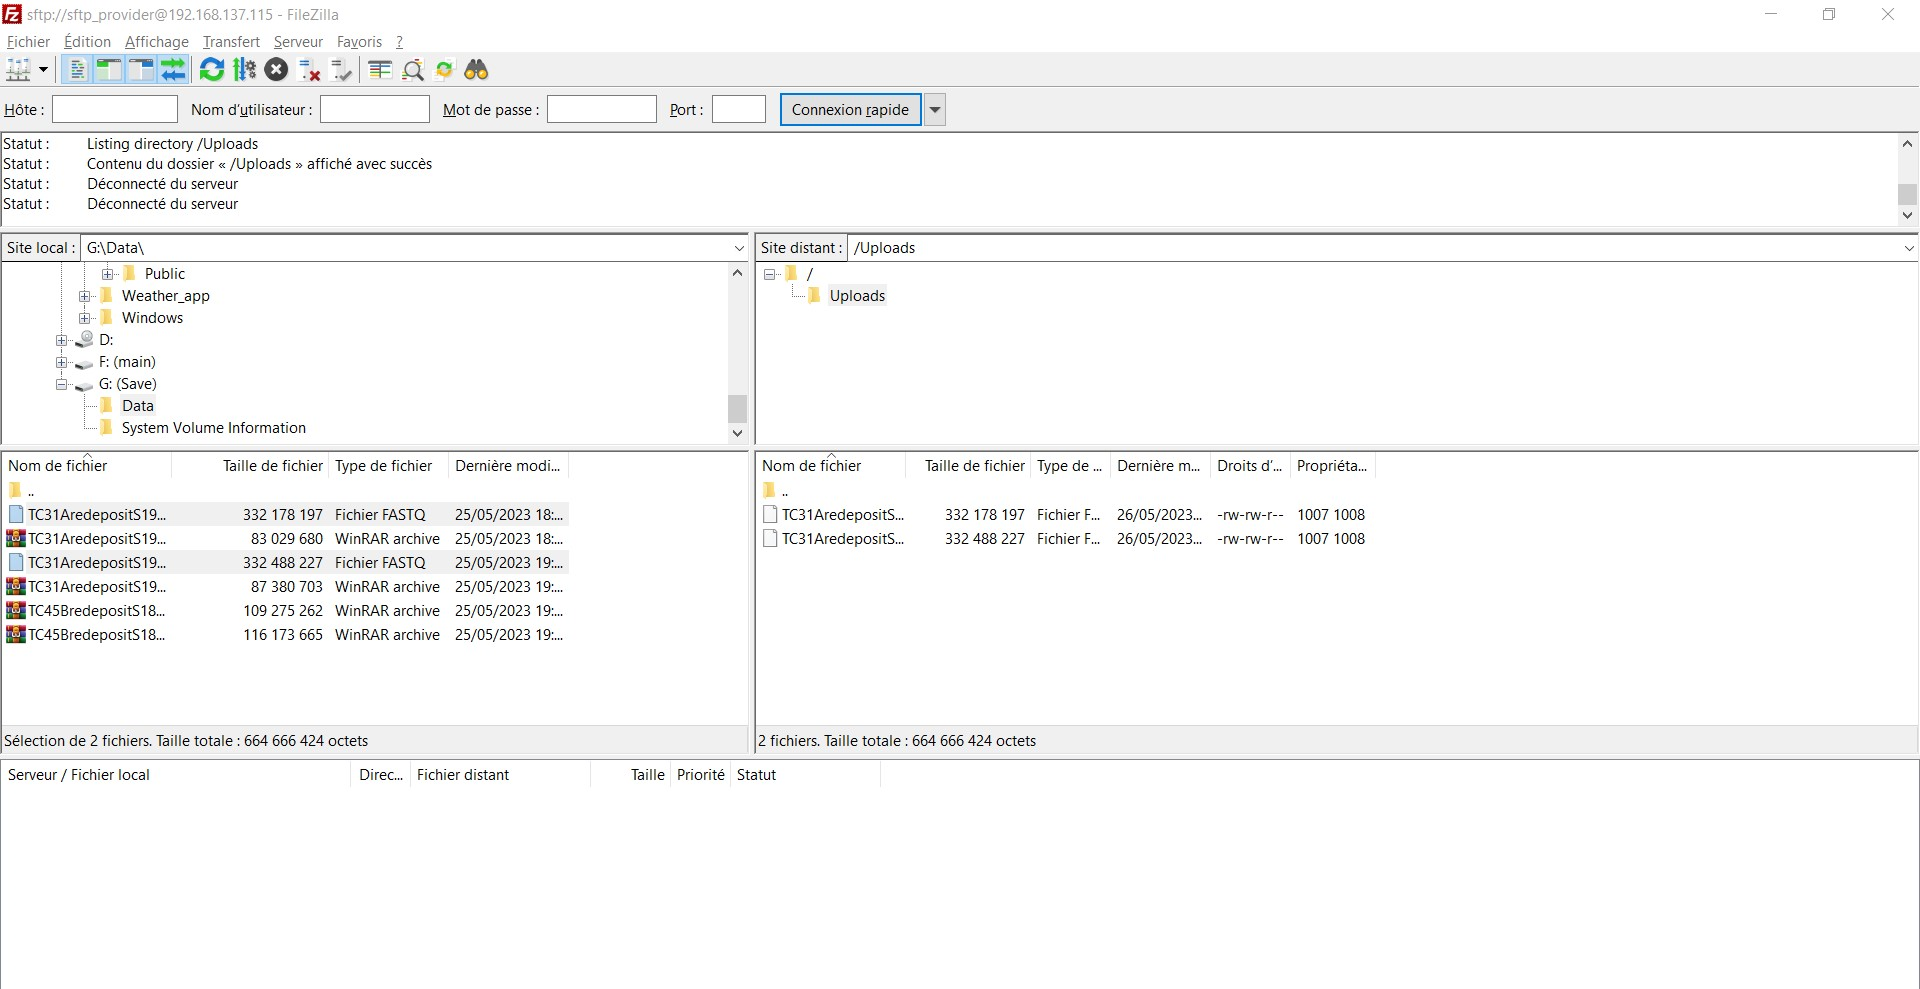 sftp://sftp_provider@192.168.137.115 - FileZilla
Fichier Édition Affichage Transfert Serveur Favoris ?
Hôte : Nom d'utilisateur : Mot de passe : Port : Connexion rapide
Statut : Listing directory /Uploads
Statut : Contenu du dossier « /Uploads » affiché avec succès
Statut : Déconnecté du serveur
Statut : Déconnecté du serveur
Site local : G:\Data\
Public
Weather_app
Windows
D:
F: (main)
G: (Save)
Data
System Volume Information
Site distant : /Uploads
/
Uploads
Nom de fichier Taille de fichier Type de fichier Dernière modi...
..
TC31AredepositS19... 332 178 197 Fichier FASTQ 25/05/2023 18:...
TC31AredepositS19... 83 029 680 WinRAR archive 25/05/2023 18:...
TC31AredepositS19... 332 488 227 Fichier FASTQ 25/05/2023 19:...
TC31AredepositS19... 87 380 703 WinRAR archive 25/05/2023 19:...
TC45BredepositS18... 109 275 262 WinRAR archive 25/05/2023 19:...
TC45BredepositS18... 116 173 665 WinRAR archive 25/05/2023 19:...
Sélection de 2 fichiers. Taille totale : 664 666 424 octets
Nom de fichier Taille de fichier Type de ... Dernière m... Droits d'... Propriéta...
..
TC31AredepositS... 332 178 197 Fichier F... 26/05/2023... -rw-rw-r-- 1007 1008
TC31AredepositS... 332 488 227 Fichier F... 26/05/2023... -rw-rw-r-- 1007 1008
2 fichiers. Taille totale : 664 666 424 octets
Serveur / Fichier local Direc... Fichier distant Taille Priorité Statut